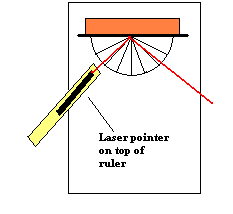 Laser pointer
on top of
ruler